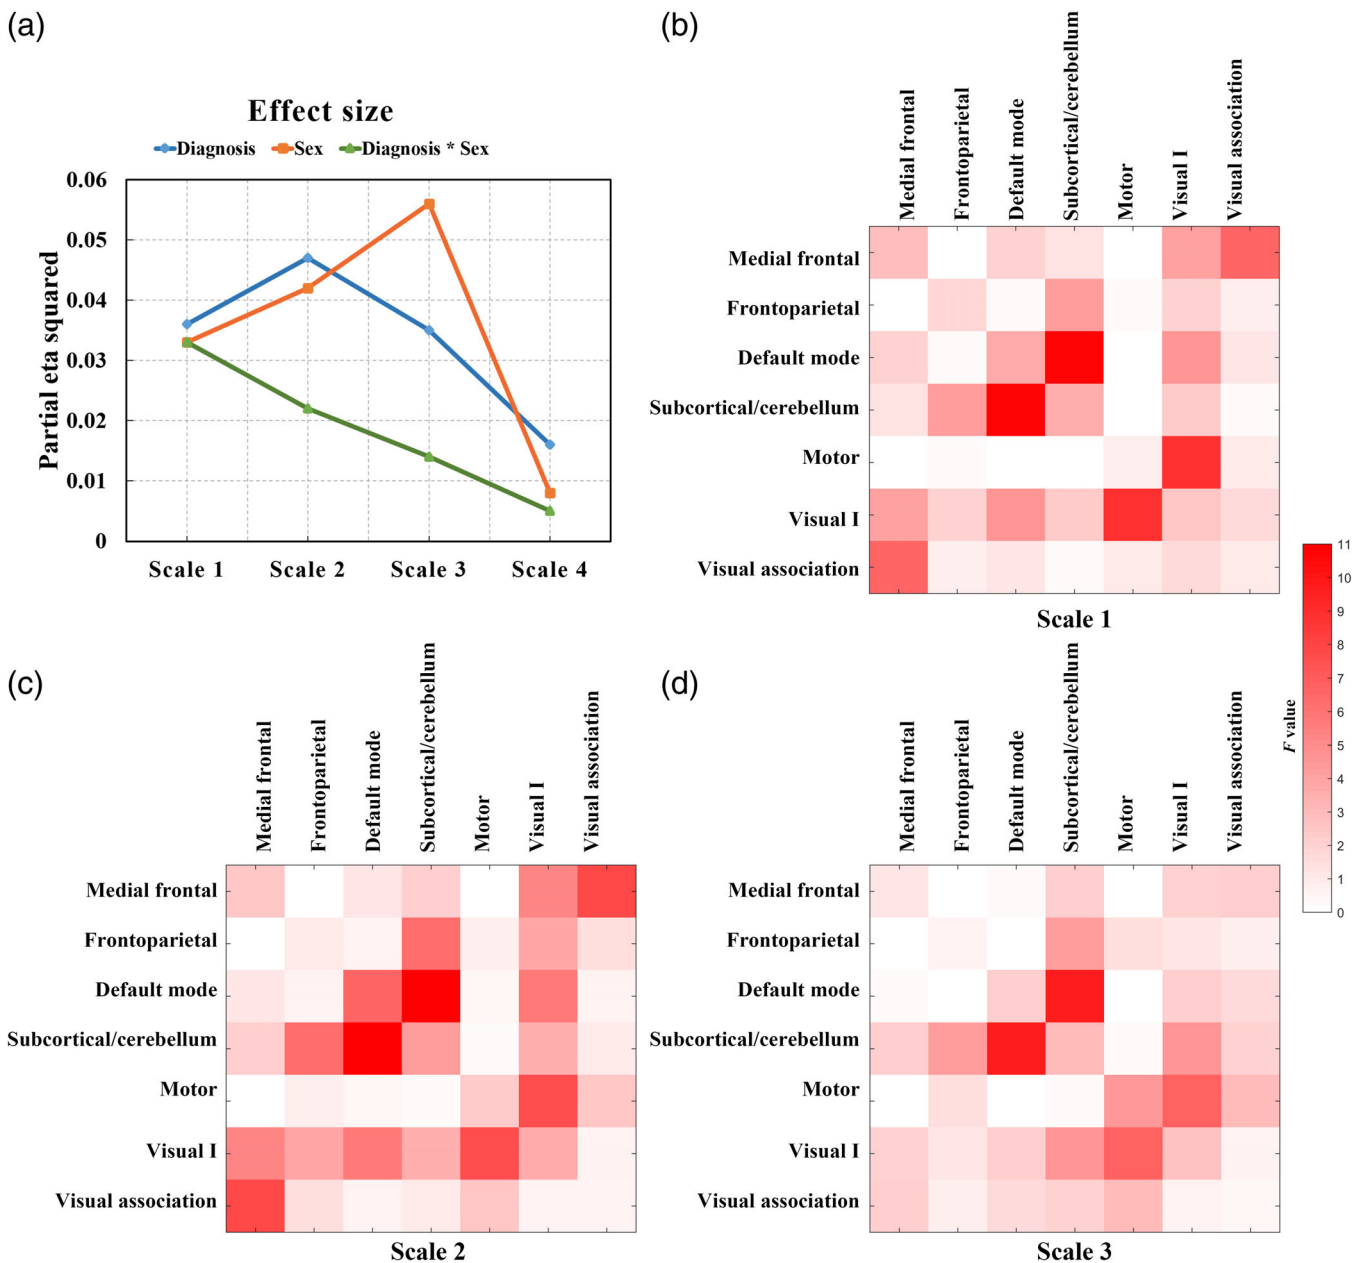 (a)
Effect size
Diagnosis Sex Diagnosis * Sex
Partial eta squared
0.06
0.05
0.04
0.03
0.02
0.01
0
Scale 1 Scale 2 Scale 3 Scale 4
(b)
Medial frontal
Frontoparietal
Default mode
Subcortical/cerebellum
Motor
Visual I
Visual association
Medial frontal
Frontoparietal
Default mode
Subcortical/cerebellum
Motor
Visual I
Visual association
Scale 1
11
10
9
8
7
6
5
4
3
2
1
0
F value
(c)
Medial frontal
Frontoparietal
Default mode
Subcortical/cerebellum
Motor
Visual I
Visual association
Medial frontal
Frontoparietal
Default mode
Subcortical/cerebellum
Motor
Visual I
Visual association
Scale 2
(d)
Medial frontal
Frontoparietal
Default mode
Subcortical/cerebellum
Motor
Visual I
Visual association
Medial frontal
Frontoparietal
Default mode
Subcortical/cerebellum
Motor
Visual I
Visual association
Scale 3